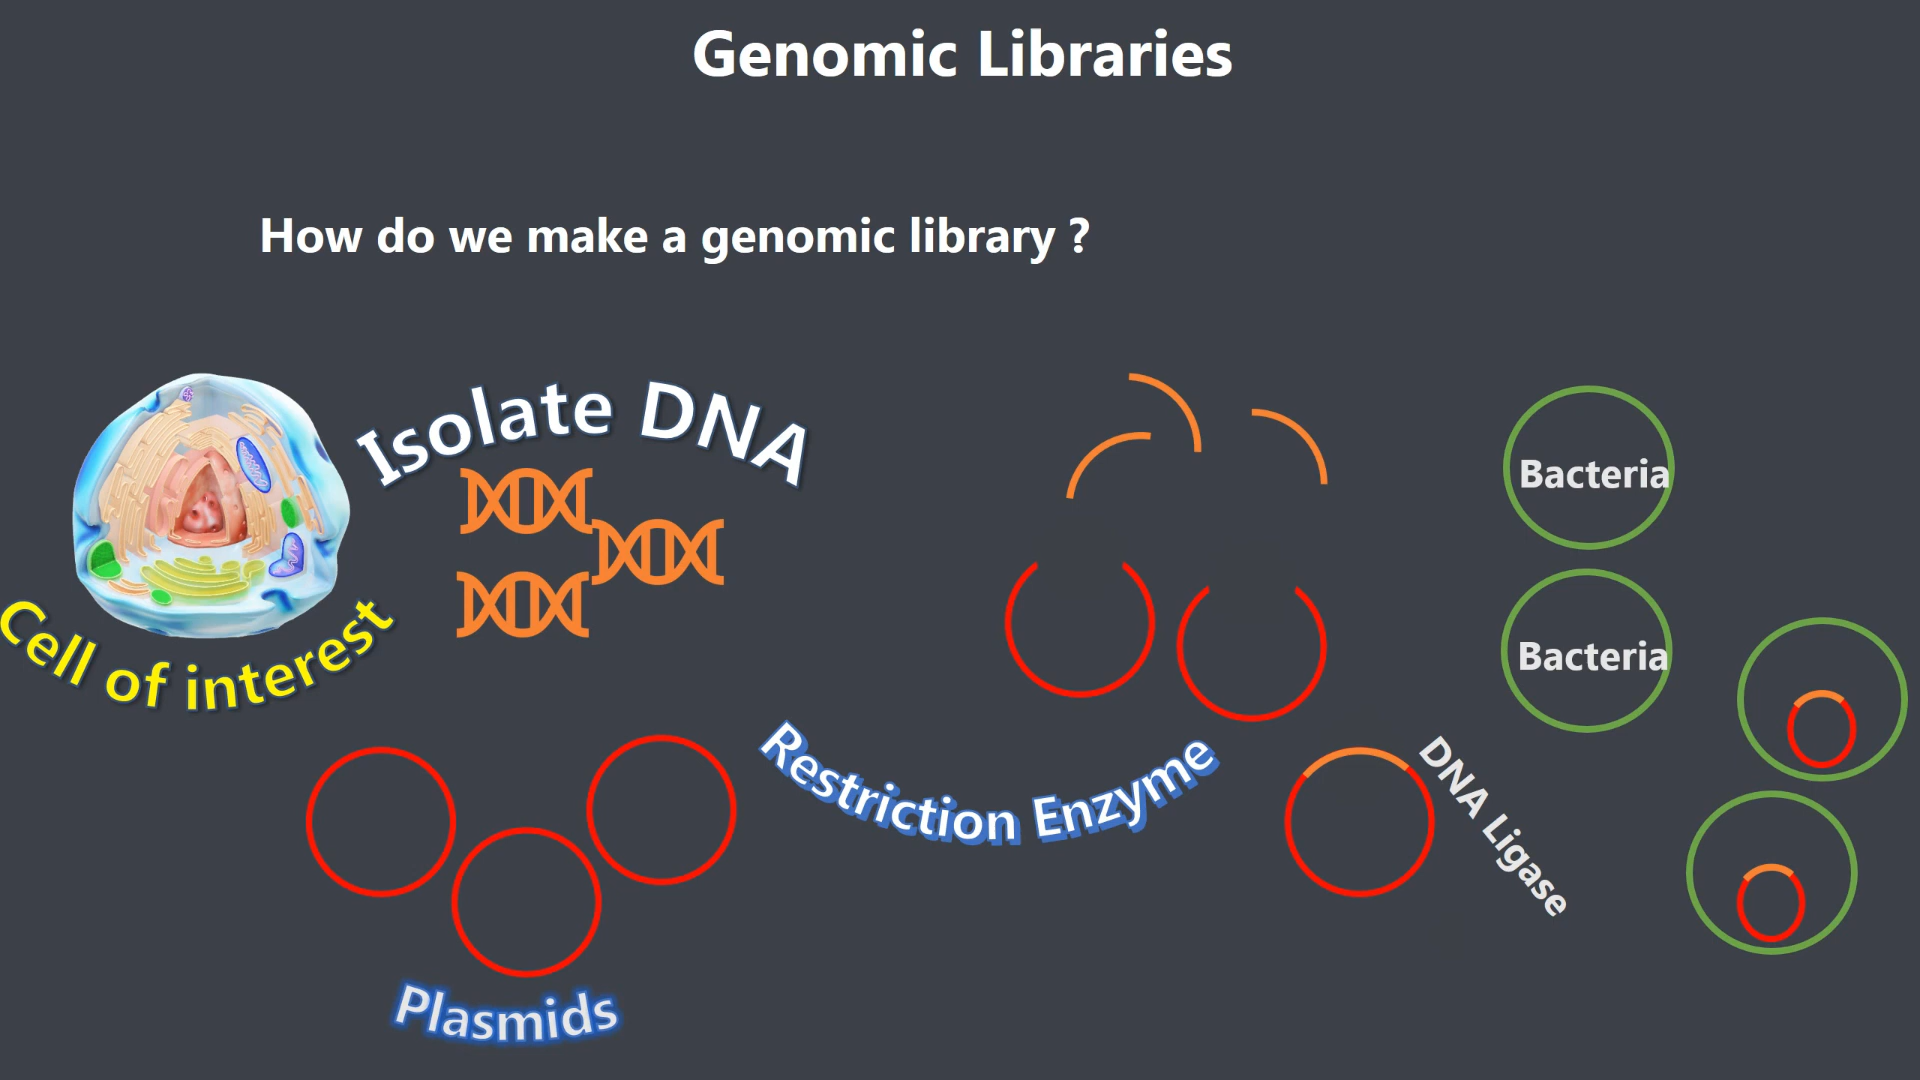 Genomic Libraries
How do we make a genomic library ?
Isolate DNA
Cell of interest
Bacteria
Bacteria
Restriction Enzyme
DNA Ligase
Plasmids